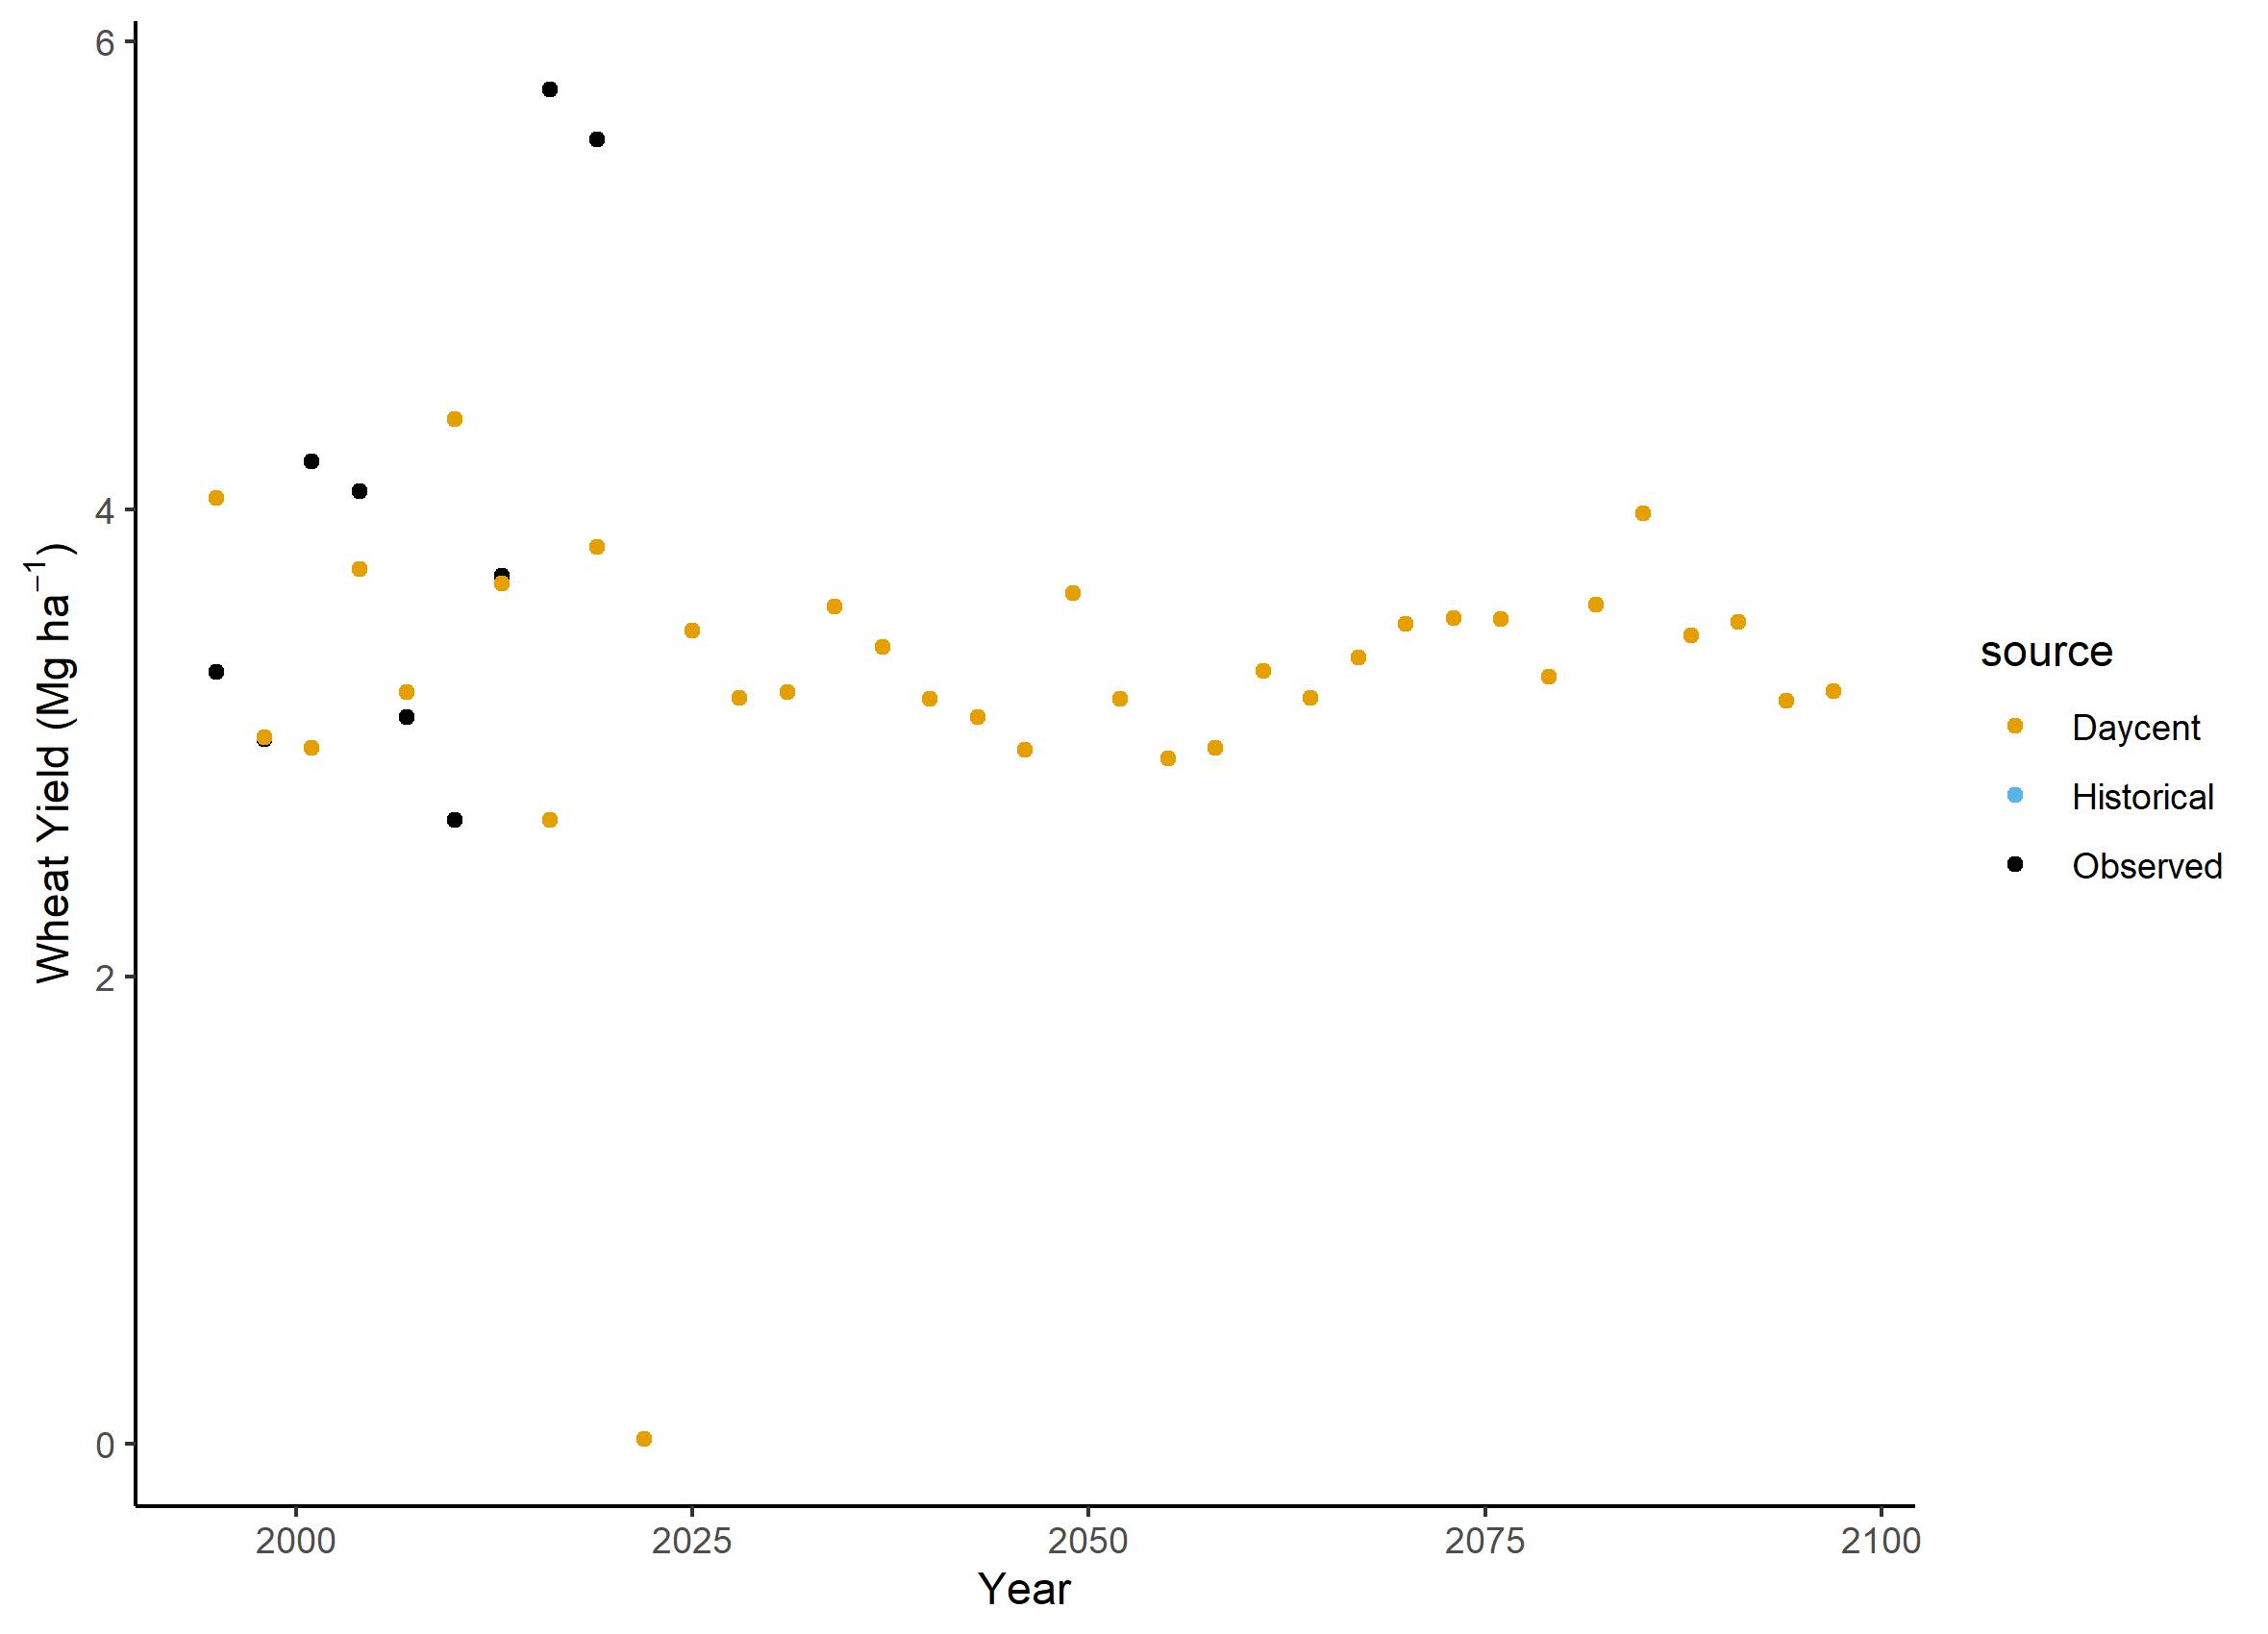 6
4
2
0
Wheat Yield (Mg ha⁻¹)
2000 2025 2050 2075 2100
Year
source
Daycent
Historical
Observed